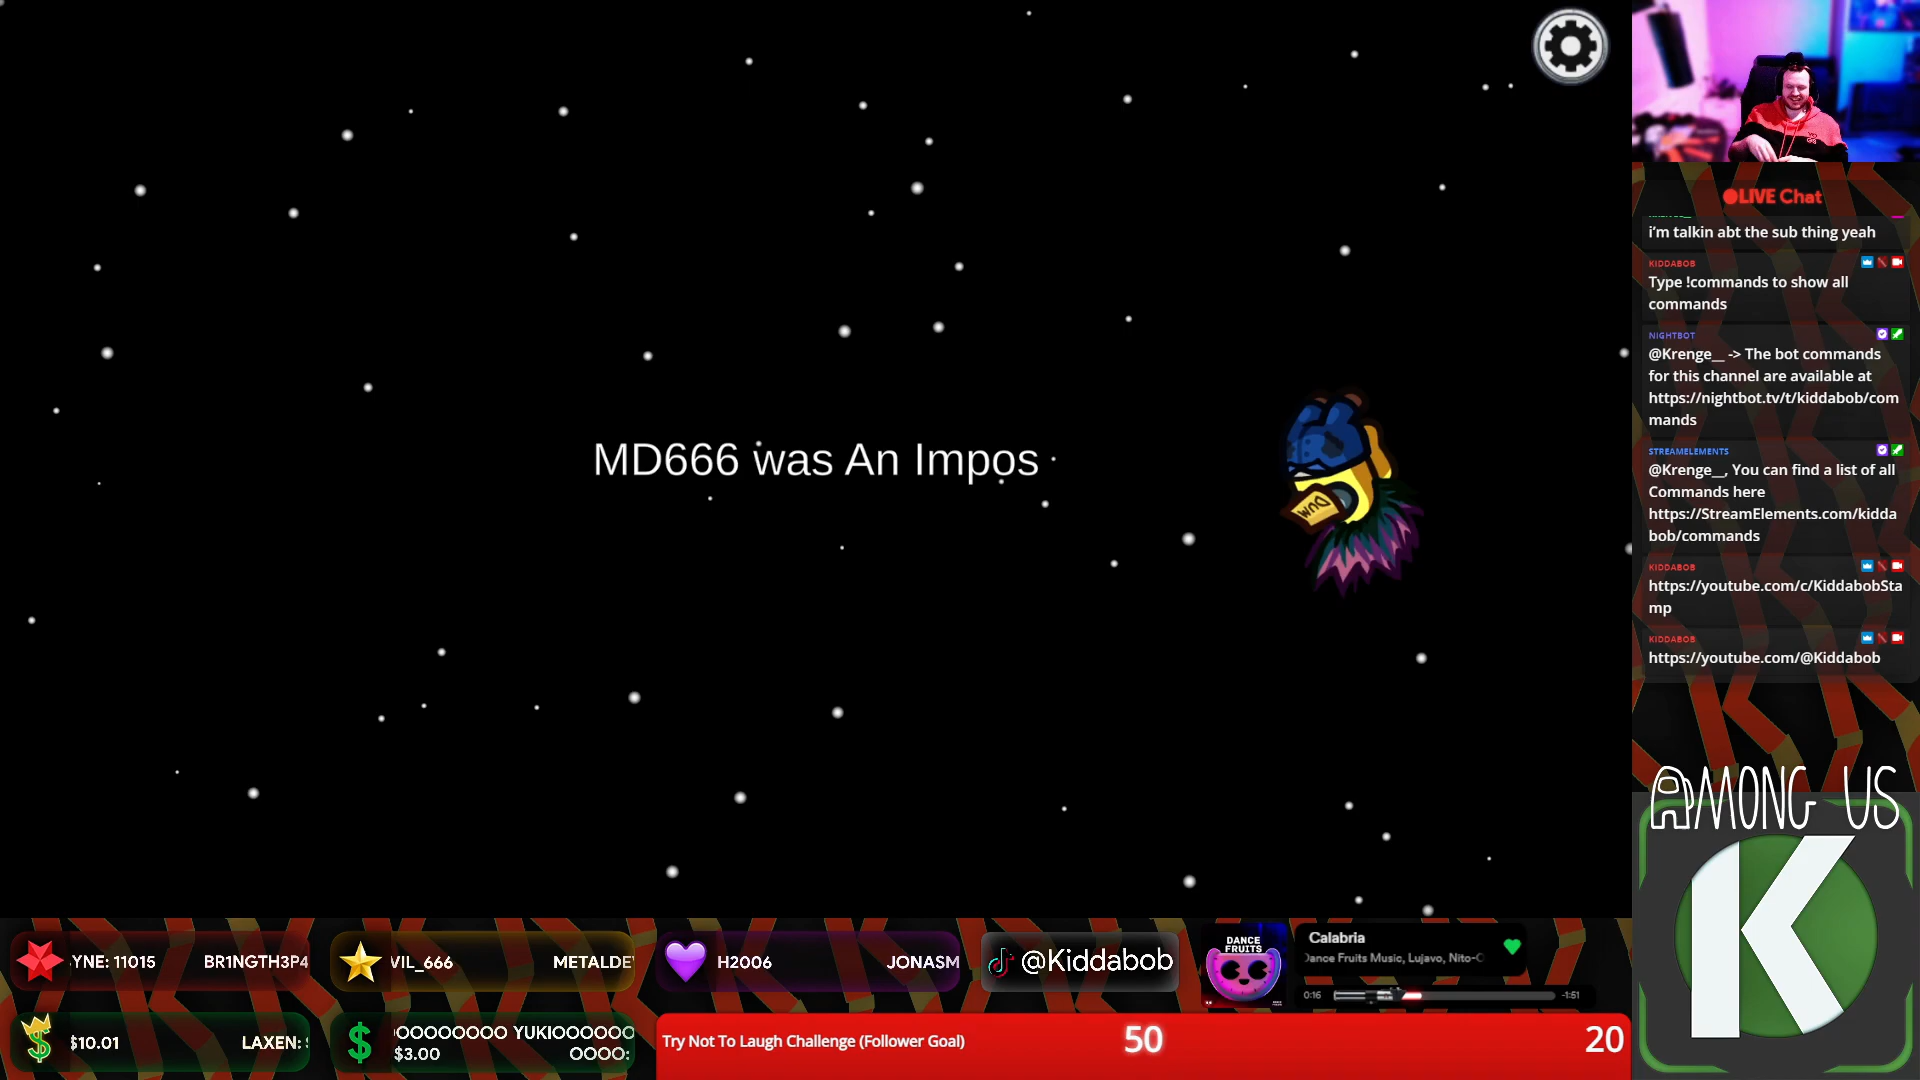 MD666 was An Impos
DUM
LIVE Chat
i'm talkin abt the sub thing yeah
KIDDABOB
Type !commands to show all
commands
NIGHTBOT
@Krenge__ -> The bot commands
for this channel are available at
https://nightbot.tv/t/kiddabob/com
mands
STREAMELEMENTS
@Krenge__, You can find a list of all
Commands here
https://StreamElements.com/kidda
bob/commands
KIDDABOB
https://youtube.com/c/KiddabobSta
mp
KIDDABOB
https://youtube.com/@Kiddabob
AMONG US
K
YNE: 11015 BR1NGTH3P4
VIL_666 METALDE
H2006 JONASM
@Kiddabob
DANCE
FRUITS
Calabria
Dance Fruits Music, Lujavo, Nito-O
0:16 -1:51
$10.01 LAXEN:
OOOOOOOO YUKIOOOOOO
$3.00 OOOO:
Try Not To Laugh Challenge (Follower Goal) 50 20